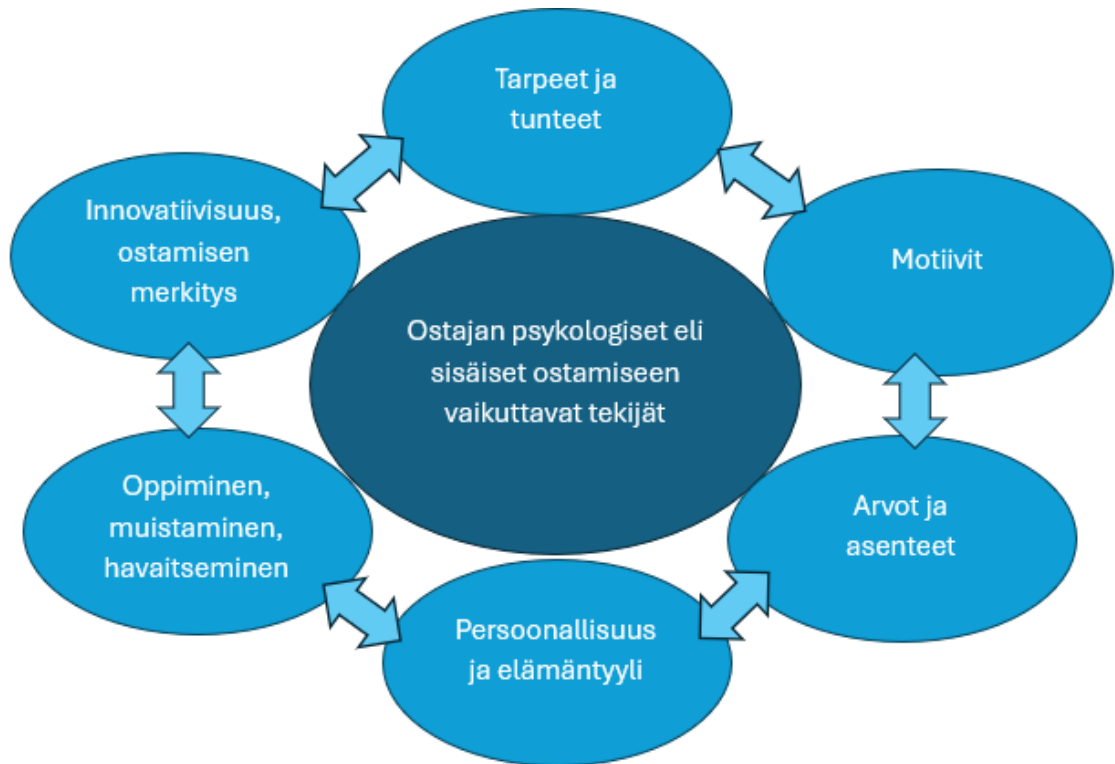 Tarpeet ja
tunteet
Innovatiivisuus,
ostamisen
merkitys
Motiivit
Ostajan psykologiset eli
sisäiset ostamiseen
vaikuttavat tekijät
Oppiminen,
muistaminen,
havaitseminen
Arvot ja
asenteet
Persoonallisuus
ja elämäntyyli